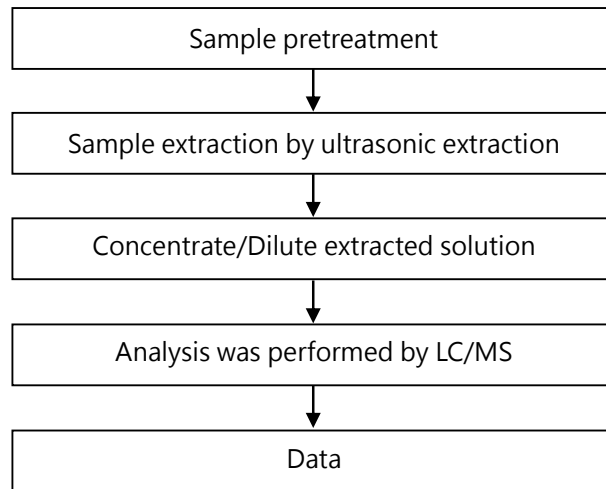 Sample pretreatment
Sample extraction by ultrasonic extraction
Concentrate/Dilute extracted solution
Analysis was performed by LC/MS
Data